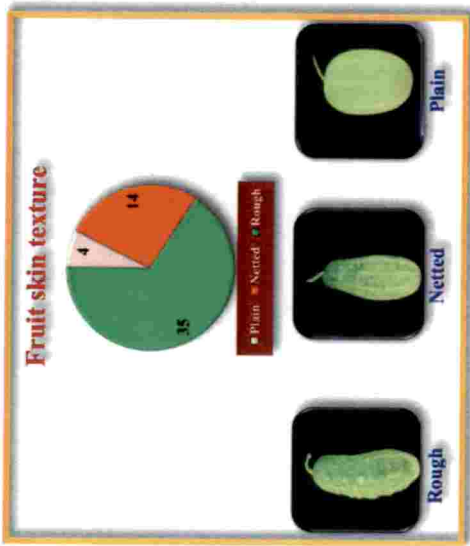 Fruit skin texture
4
14
35
Plain Netted Rough
Rough Netted Plain